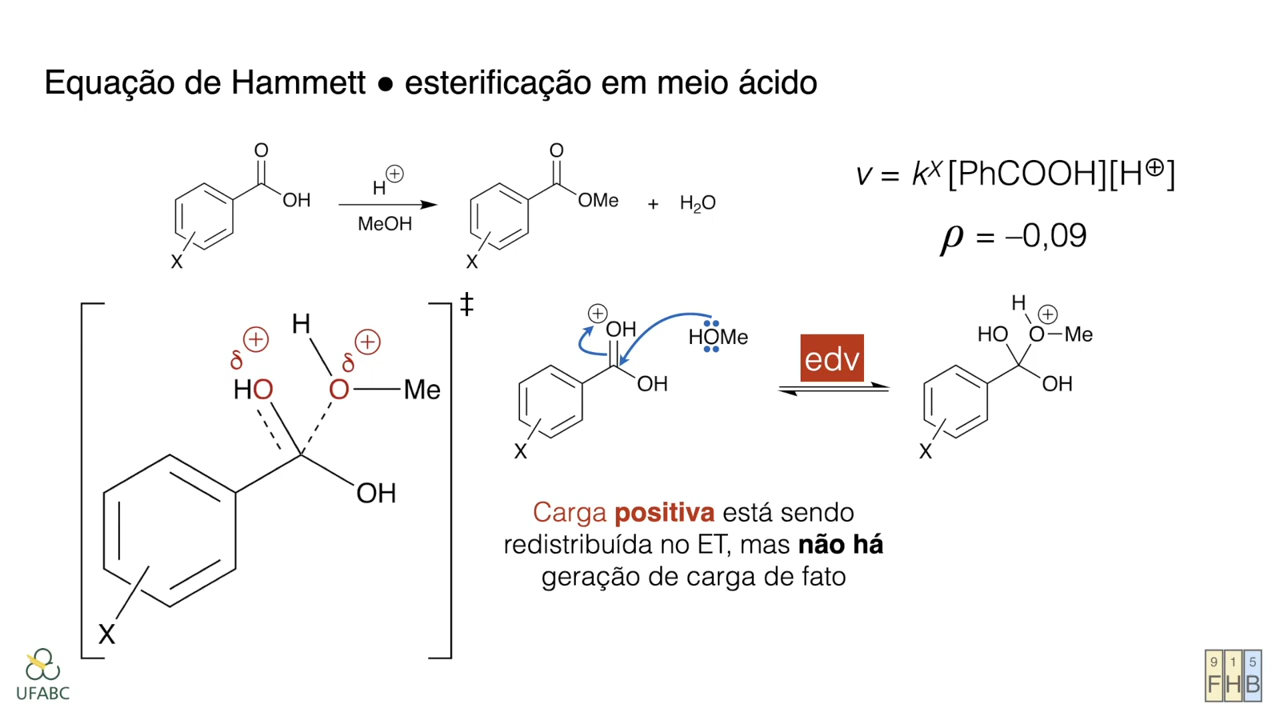 Equação de Hammett ● esterificação em meio ácido
O
OH
X
H⊕
MeOH
O
OMe
X
+ H₂O
ν = kˣ[PhCOOH][H⊕]
ρ = –0,09
‡
δ⊕
H
δ⊕
HO
O
Me
OH
X
⊕
OH
HOMe
OH
X
edv
H
⊕
HO
O
Me
OH
X
Carga positiva está sendo
redistribuída no ET, mas não há
geração de carga de fato
UFABC
9 1 5
F H B